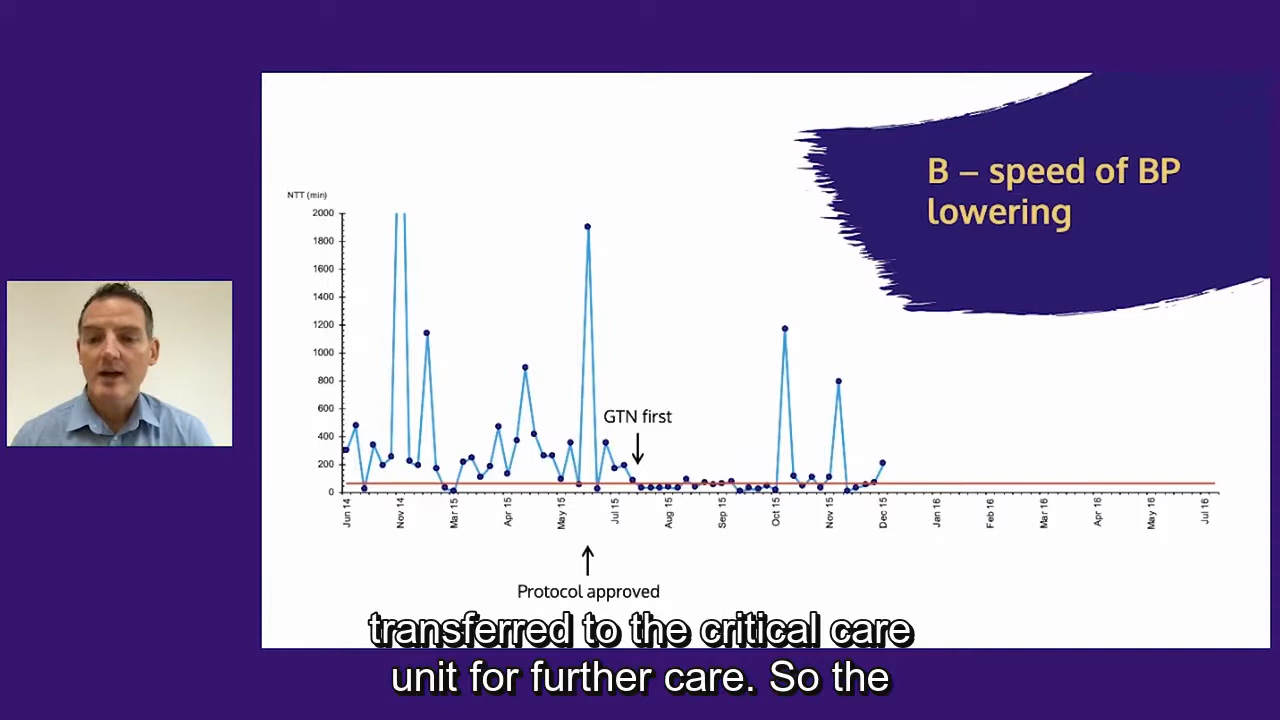 B – speed of BP
lowering
NTT (min)
2000
1800
1600
1400
1200
1000
800
600
400
200
0
GTN first
Jun 14
Nov 14
Mar 15
Apr 15
May 15
Jul 15
Aug 15
Sep 15
Oct 15
Nov 15
Dec 15
Jan 16
Feb 16
Mar 16
Apr 16
May 16
Jul 16
Protocol approved
transferred to the critical care
unit for further care. So the